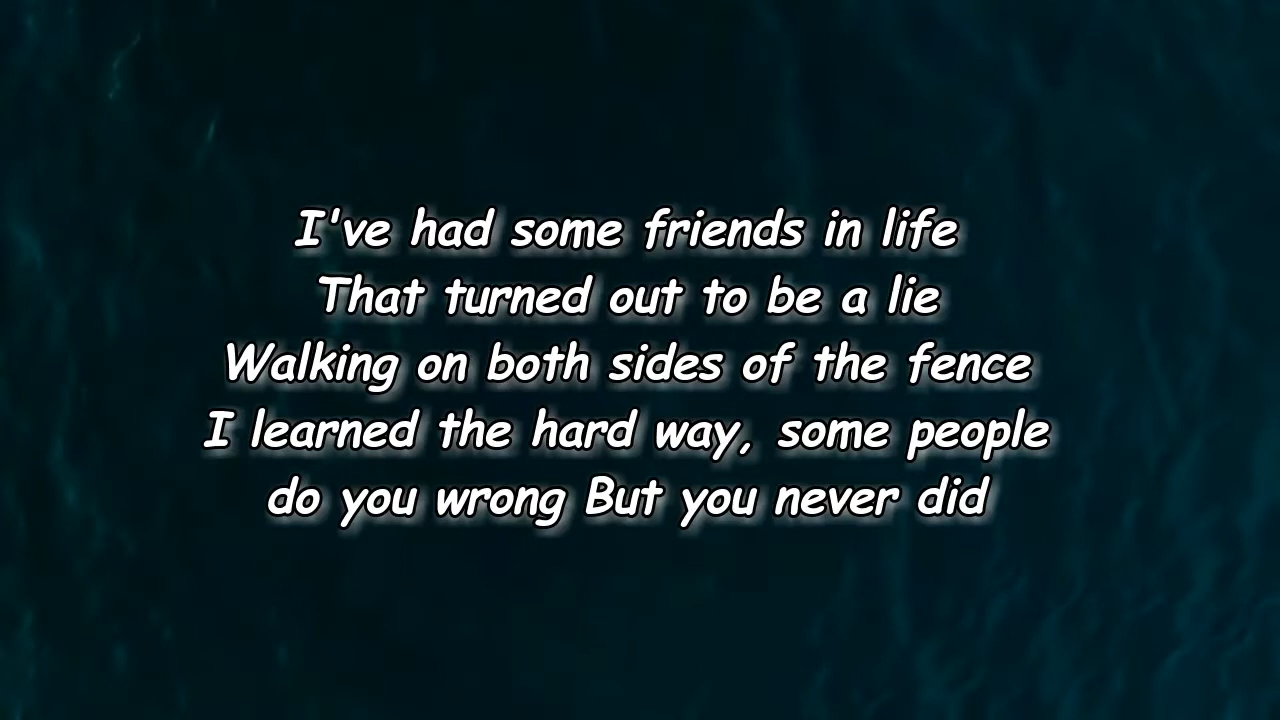 I've had some friends in life
That turned out to be a lie
Walking on both sides of the fence
I learned the hard way, some people
do you wrong But you never did